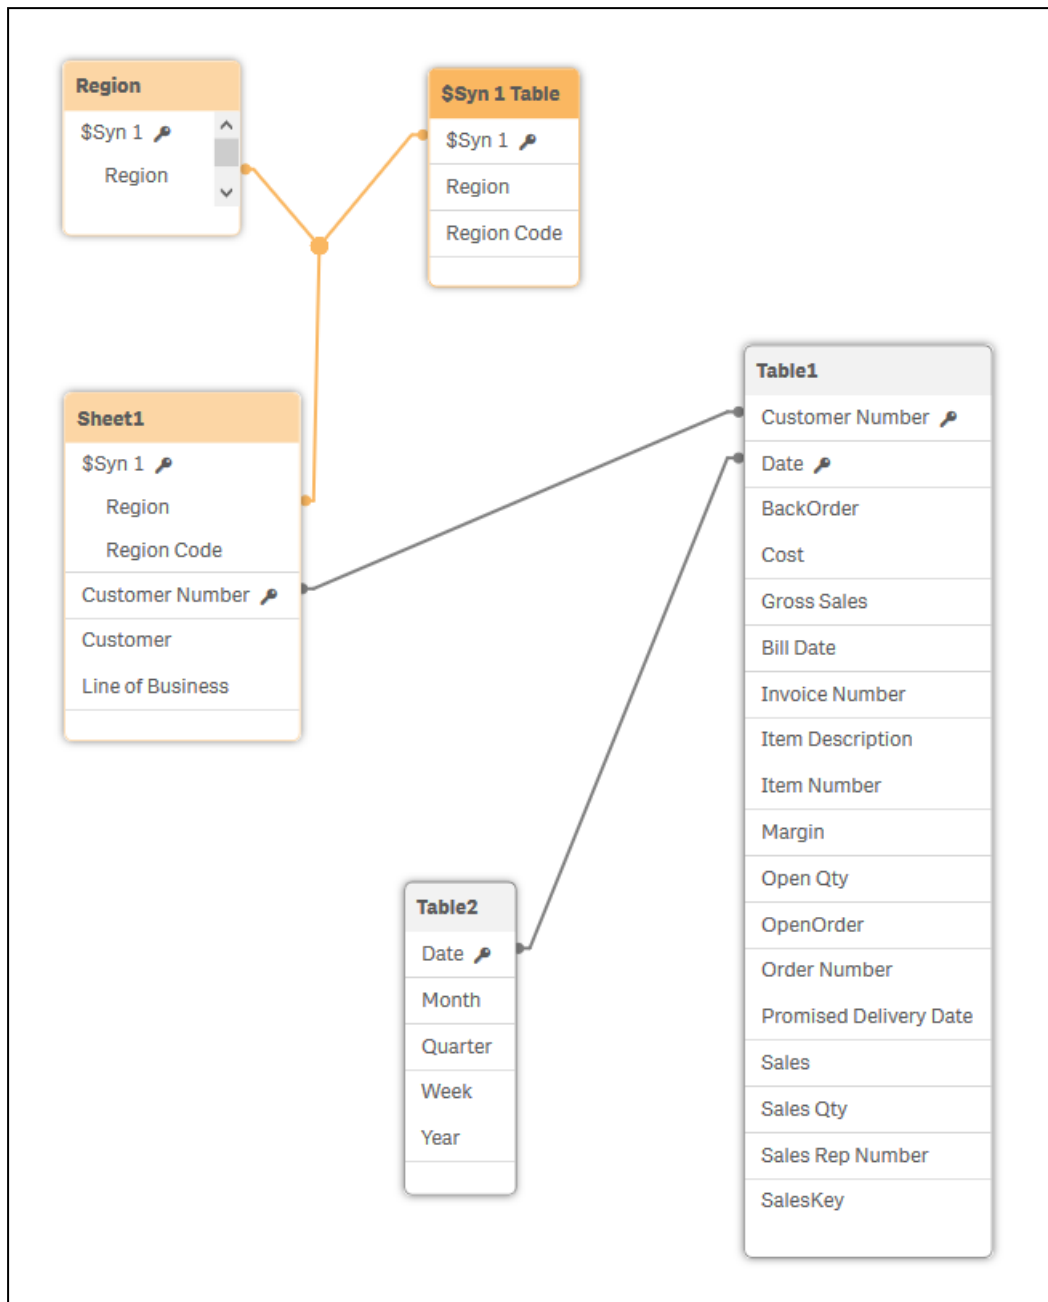 Region
$Syn 1
Region
$Syn 1 Table
$Syn 1
Region
Region Code
Sheet1
$Syn 1
Region
Region Code
Customer Number
Customer
Line of Business
Table1
Customer Number
Date
BackOrder
Cost
Gross Sales
Bill Date
Invoice Number
Item Description
Item Number
Margin
Open Qty
OpenOrder
Order Number
Promised Delivery Date
Sales
Sales Qty
Sales Rep Number
SalesKey
Table2
Date
Month
Quarter
Week
Year